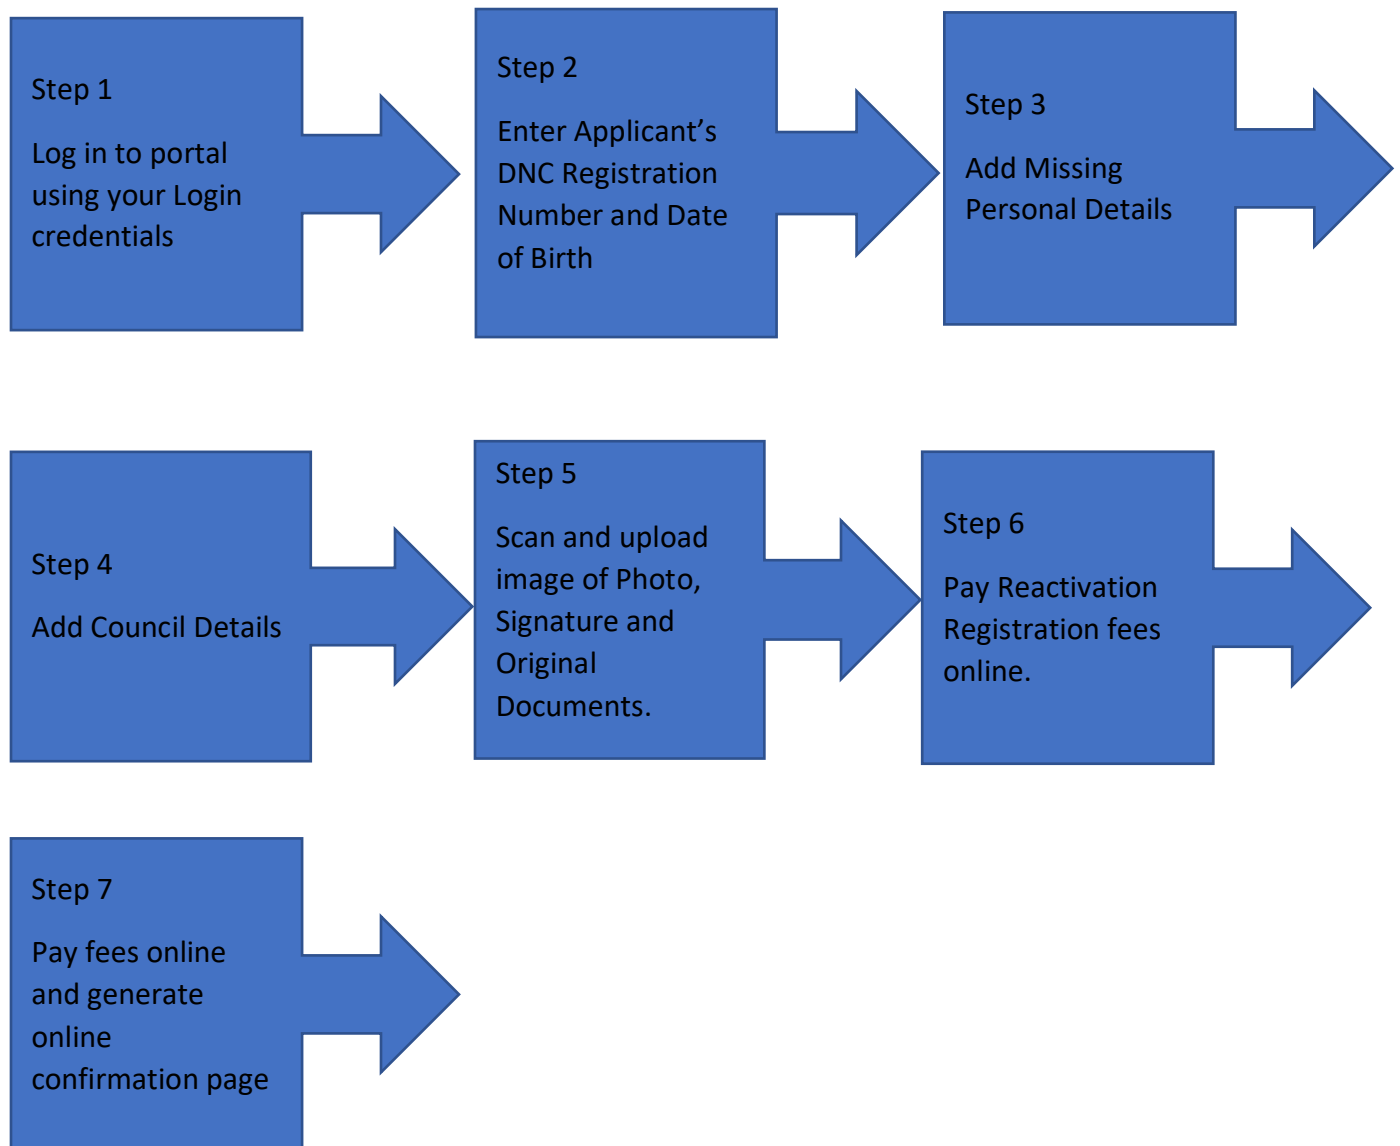 Step 1
Log in to portal
using your Login
credentials
Step 2
Enter Applicant’s
DNC Registration
Number and Date
of Birth
Step 3
Add Missing
Personal Details
Step 4
Add Council Details
Step 5
Scan and upload
image of Photo,
Signature and
Original
Documents.
Step 6
Pay Reactivation
Registration fees
online.
Step 7
Pay fees online
and generate
online
confirmation page